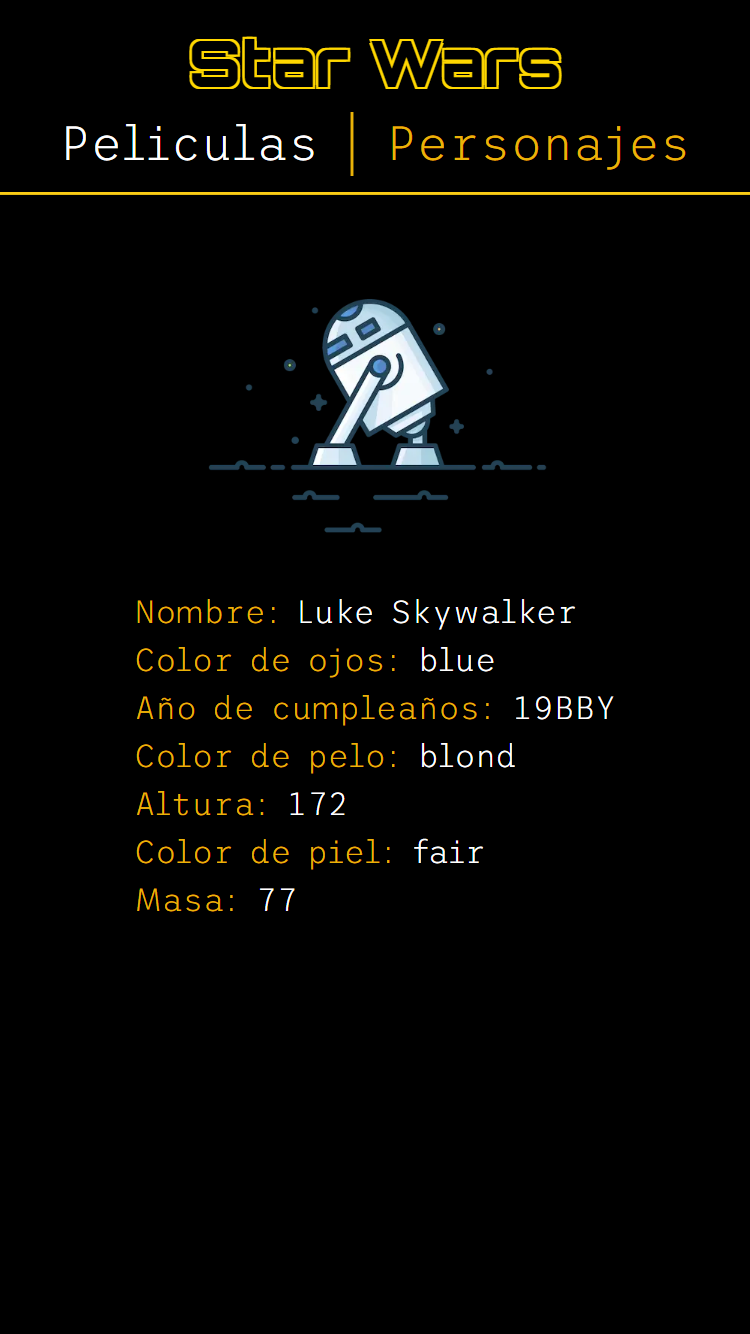 Star Wars
Peliculas | Personajes
Nombre: Luke Skywalker
Color de ojos: blue
Año de cumpleaños: 19BBY
Color de pelo: blond
Altura: 172
Color de piel: fair
Masa: 77